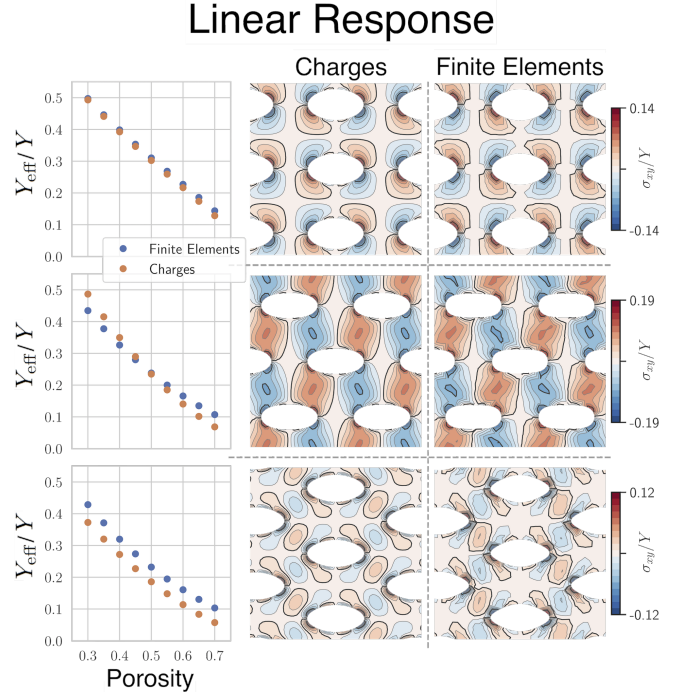 Linear Response
Charges
Finite Elements
0.5
0.4
0.3
0.2
0.1
0.0
Y_eff/Y
0.14
-0.14
σ_xy/Y
Finite Elements
Charges
0.5
0.4
0.3
0.2
0.1
0.0
Y_eff/Y
0.19
-0.19
σ_xy/Y
0.5
0.4
0.3
0.2
0.1
0.0
Y_eff/Y
0.12
-0.12
σ_xy/Y
0.3 0.4 0.5 0.6 0.7
Porosity